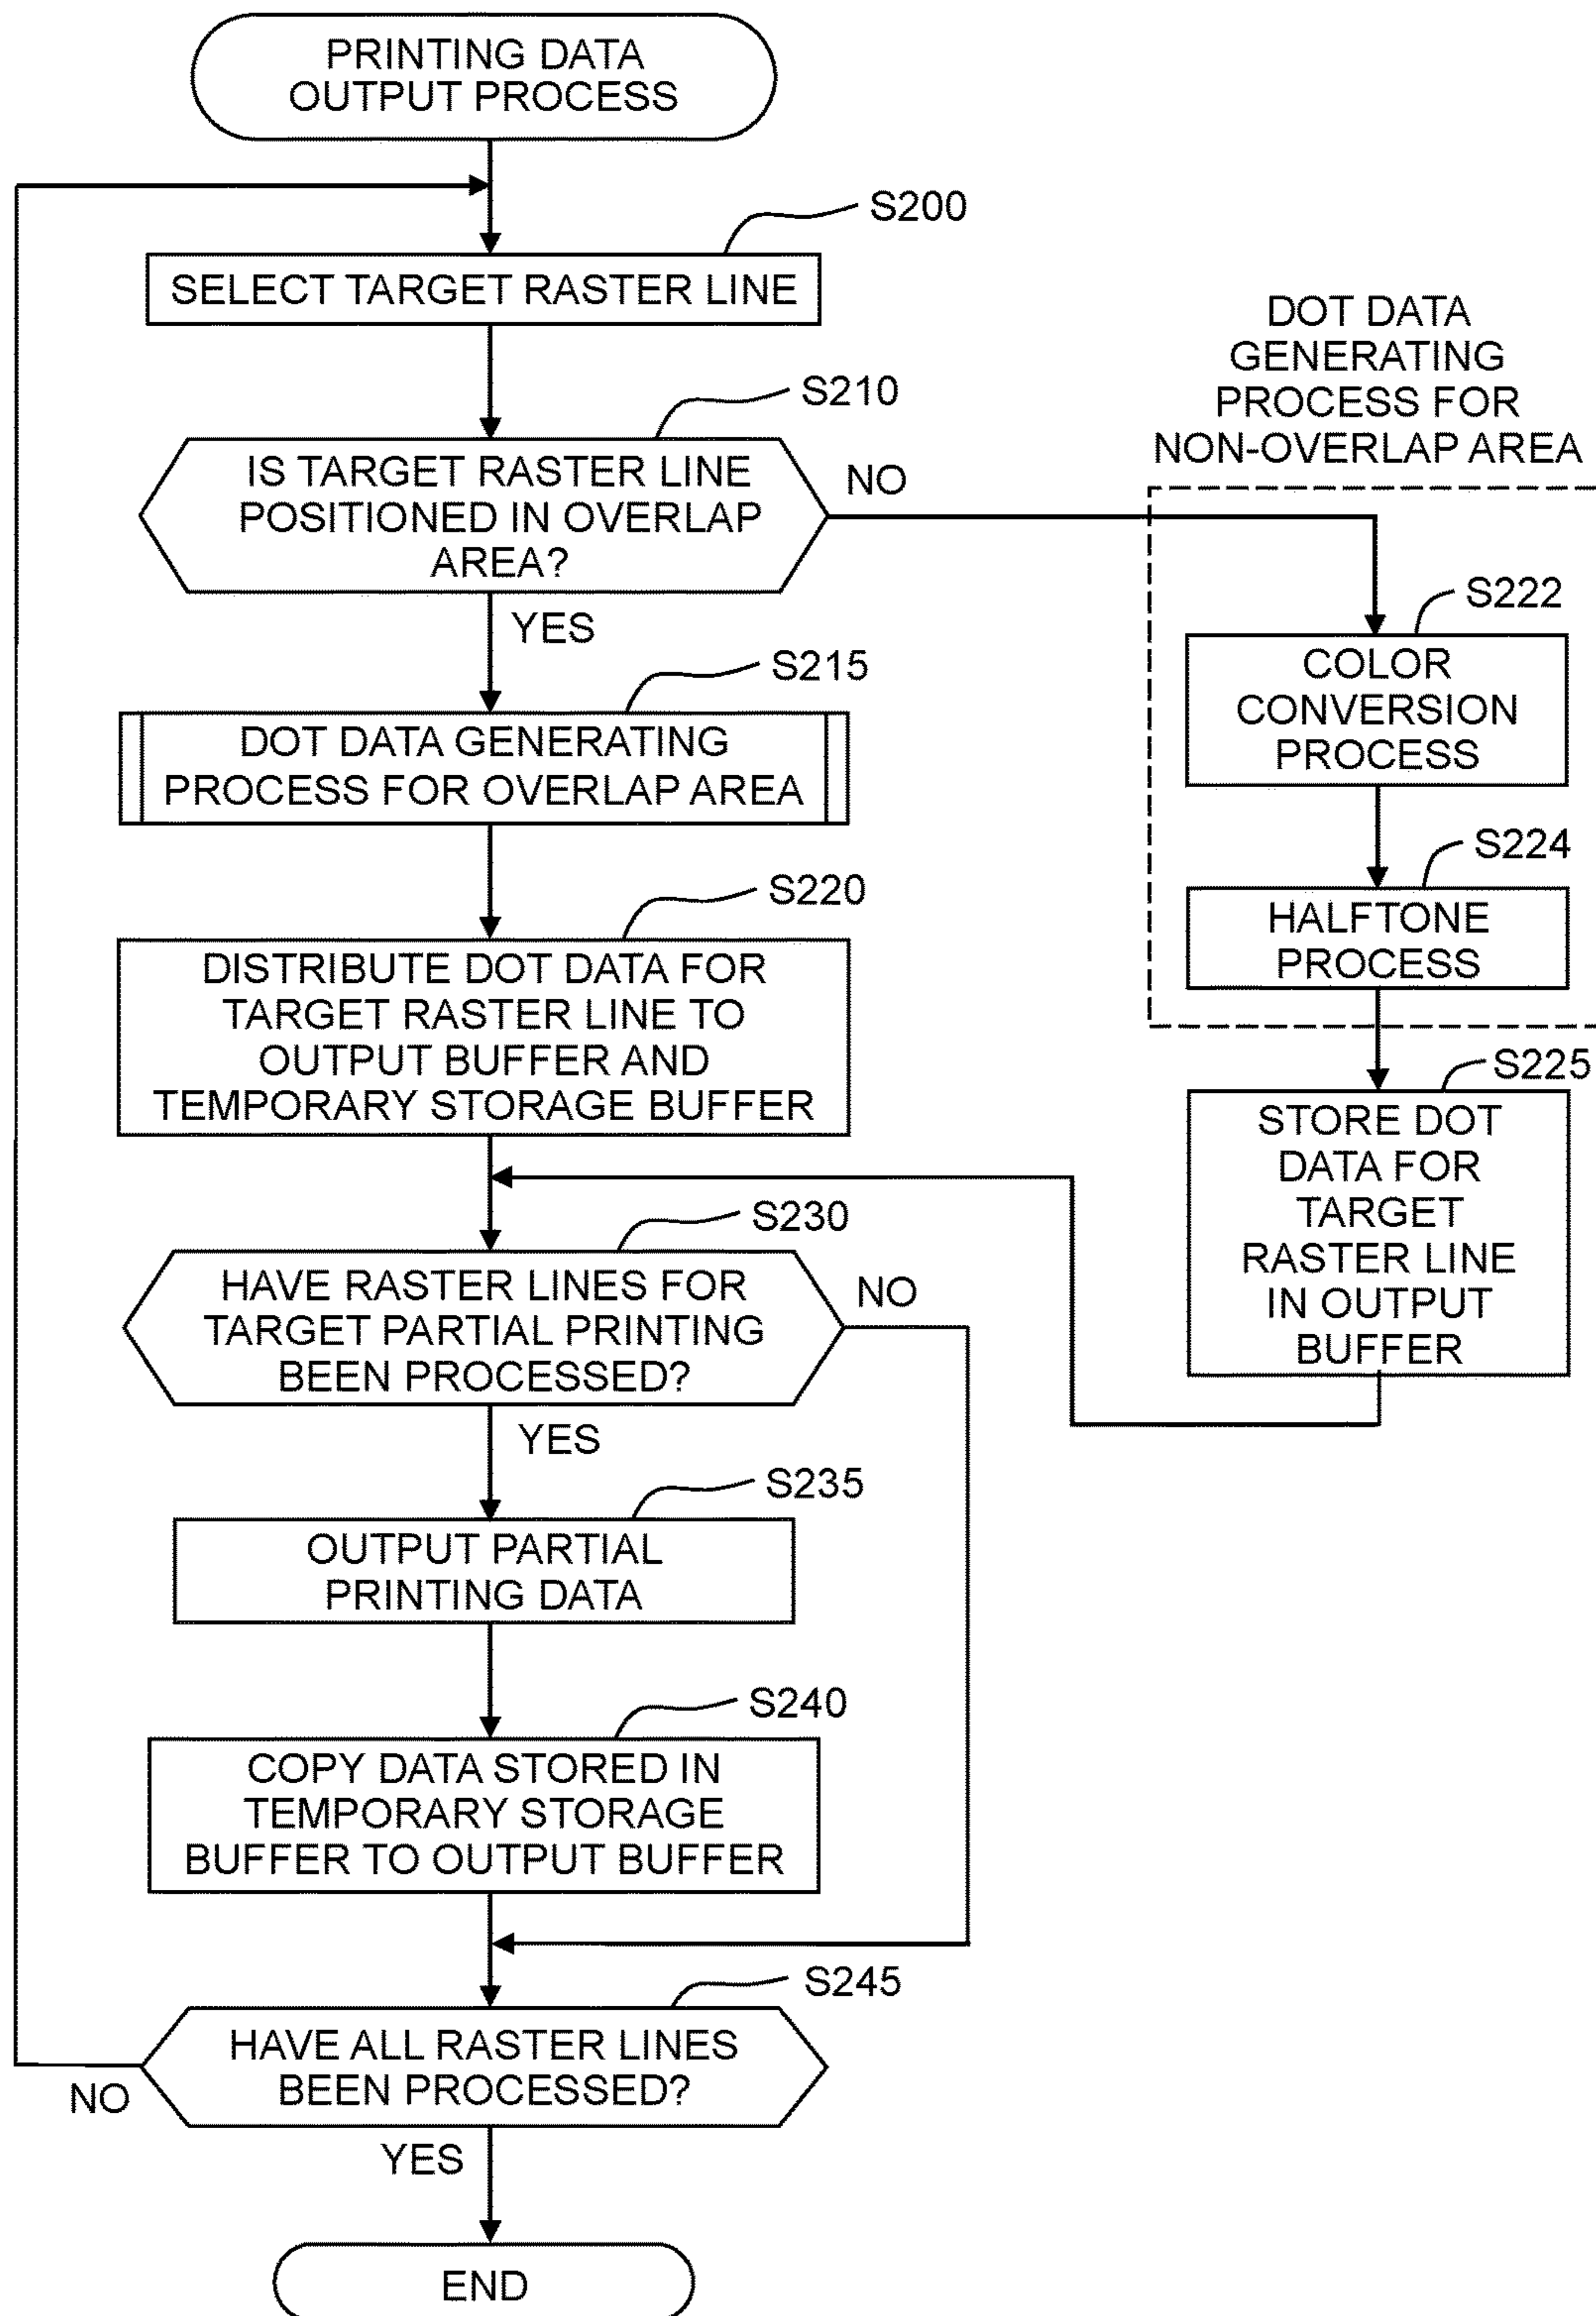 PRINTING DATA
OUTPUT PROCESS
S200
SELECT TARGET RASTER LINE
S210
IS TARGET RASTER LINE
POSITIONED IN OVERLAP
AREA?
NO
YES
DOT DATA
GENERATING
PROCESS FOR
NON-OVERLAP AREA
S222
COLOR
CONVERSION
PROCESS
S224
HALFTONE
PROCESS
S225
STORE DOT
DATA FOR
TARGET
RASTER LINE
IN OUTPUT
BUFFER
S215
DOT DATA GENERATING
PROCESS FOR OVERLAP AREA
S220
DISTRIBUTE DOT DATA FOR
TARGET RASTER LINE TO
OUTPUT BUFFER AND
TEMPORARY STORAGE BUFFER
S230
HAVE RASTER LINES FOR
TARGET PARTIAL PRINTING
BEEN PROCESSED?
NO
YES
S235
OUTPUT PARTIAL
PRINTING DATA
S240
COPY DATA STORED IN
TEMPORARY STORAGE
BUFFER TO OUTPUT BUFFER
S245
HAVE ALL RASTER LINES
BEEN PROCESSED?
NO
YES
END